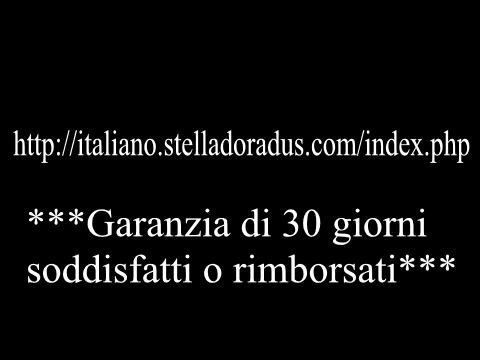 http://italiano.stelladoradus.com/index.php
***Garanzia di 30 giorni
soddisfatti o rimborsati***